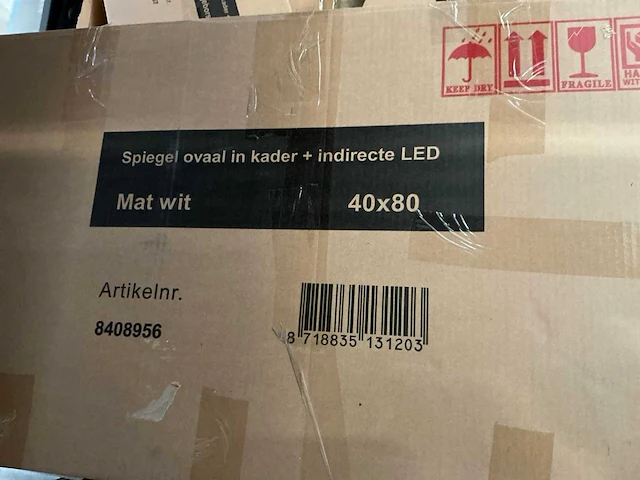 KEEP DRY
FRAGILE
Spiegel ovaal in kader + indirecte LED
Mat wit 40x80
Artikelnr.
8408956
8 718835 131203